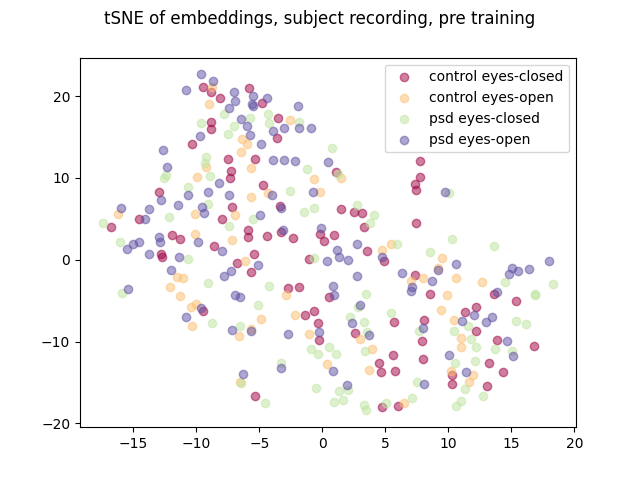 tSNE of embeddings, subject recording, pre training
control eyes-closed
control eyes-open
psd eyes-closed
psd eyes-open
20
10
0
−10
−20
−15
−10
−5
0
5
10
15
20